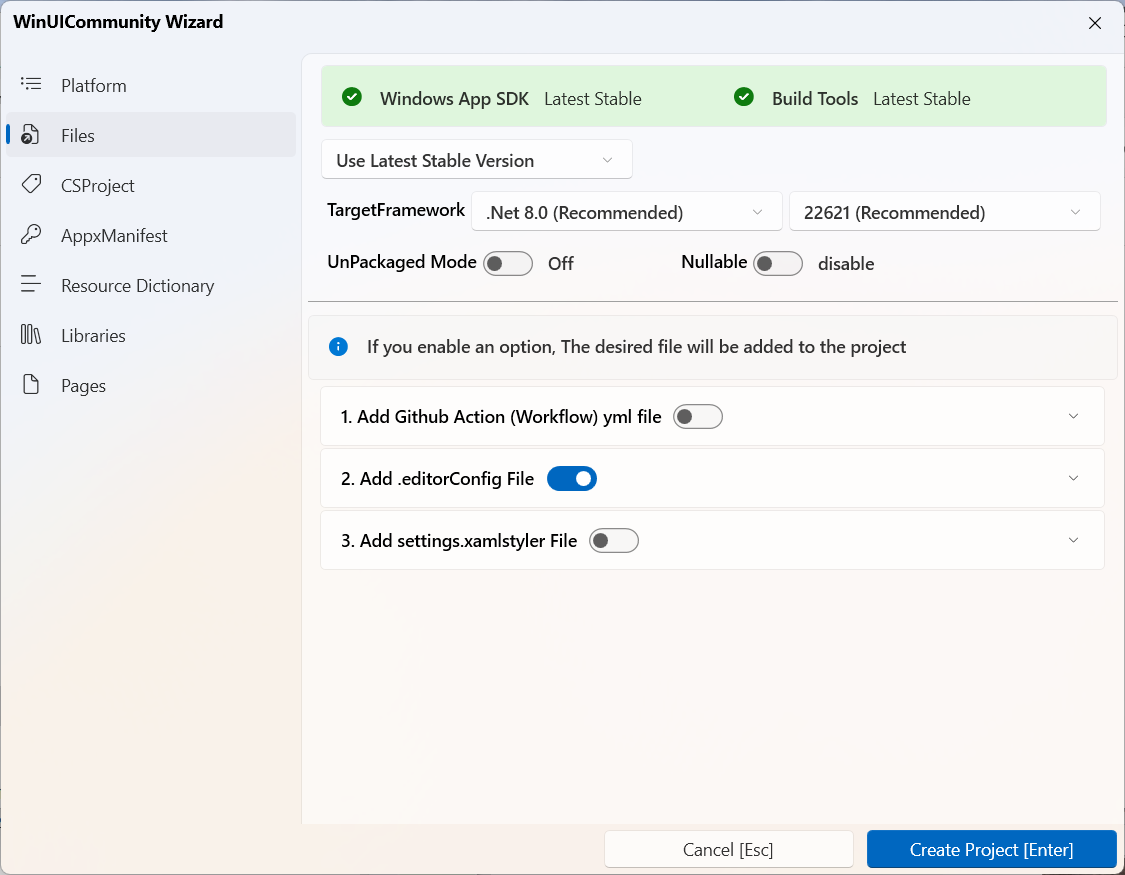 WinUICommunity Wizard
Platform
Files
CSProject
AppxManifest
Resource Dictionary
Libraries
Pages
Windows App SDK Latest Stable Build Tools Latest Stable
Use Latest Stable Version
TargetFramework .Net 8.0 (Recommended) 22621 (Recommended)
UnPackaged Mode Off Nullable disable
If you enable an option, The desired file will be added to the project
1. Add Github Action (Workflow) yml file
2. Add .editorConfig File
3. Add settings.xamlstyler File
Cancel [Esc] Create Project [Enter]